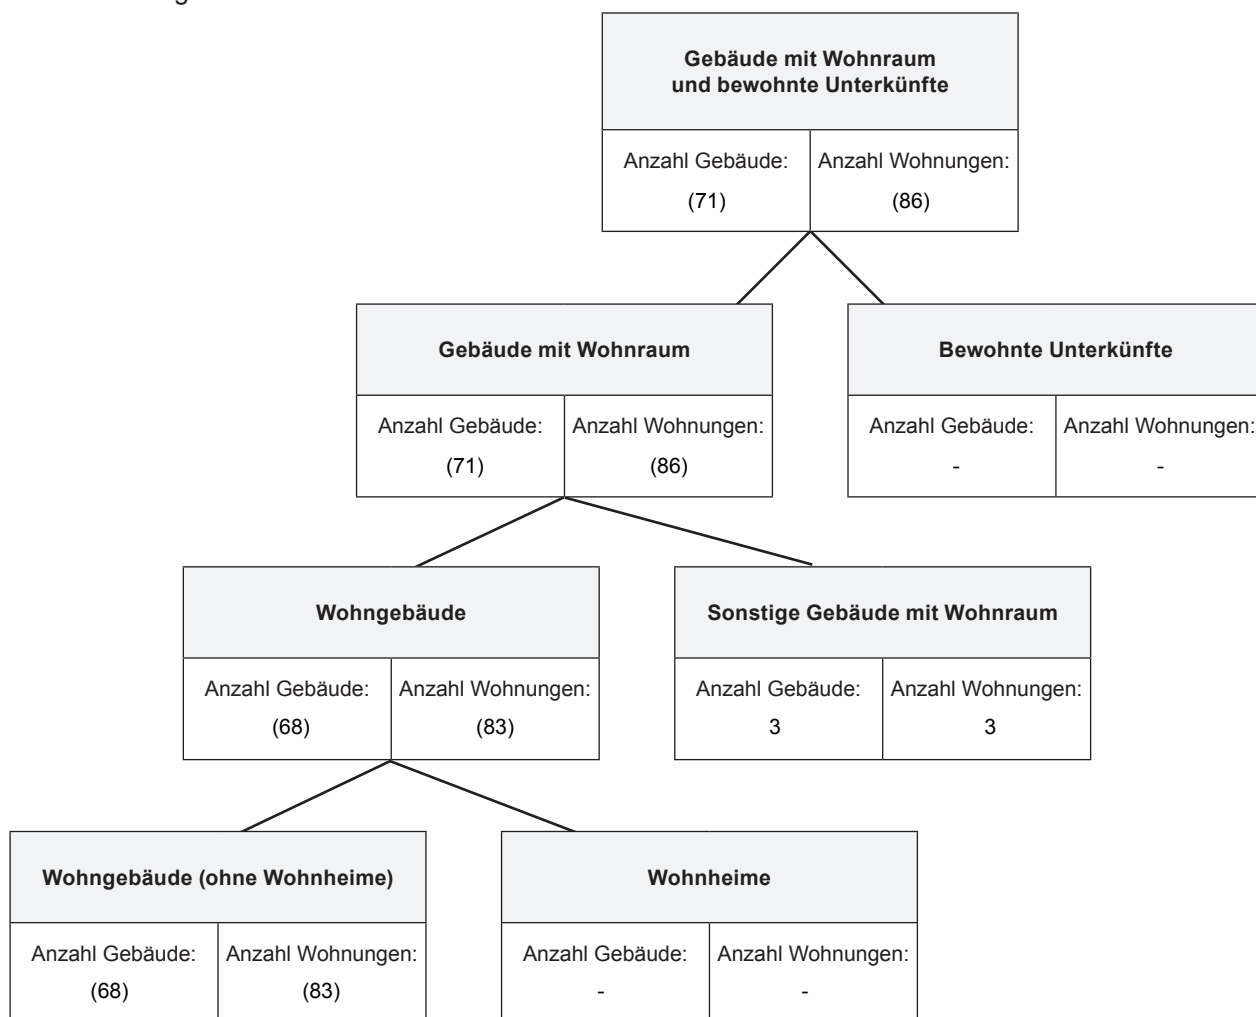 Gebäude mit Wohnraum
und bewohnte Unterkünfte
Anzahl Gebäude: Anzahl Wohnungen:
(71) (86)
Gebäude mit Wohnraum Bewohnte Unterkünfte
Anzahl Gebäude: Anzahl Wohnungen: Anzahl Gebäude: Anzahl Wohnungen:
(71) (86) - -
Wohngebäude Sonstige Gebäude mit Wohnraum
Anzahl Gebäude: Anzahl Wohnungen: Anzahl Gebäude: Anzahl Wohnungen:
(68) (83) 3 3
Wohngebäude (ohne Wohnheime) Wohnheime
Anzahl Gebäude: Anzahl Wohnungen: Anzahl Gebäude: Anzahl Wohnungen:
(68) (83) - -